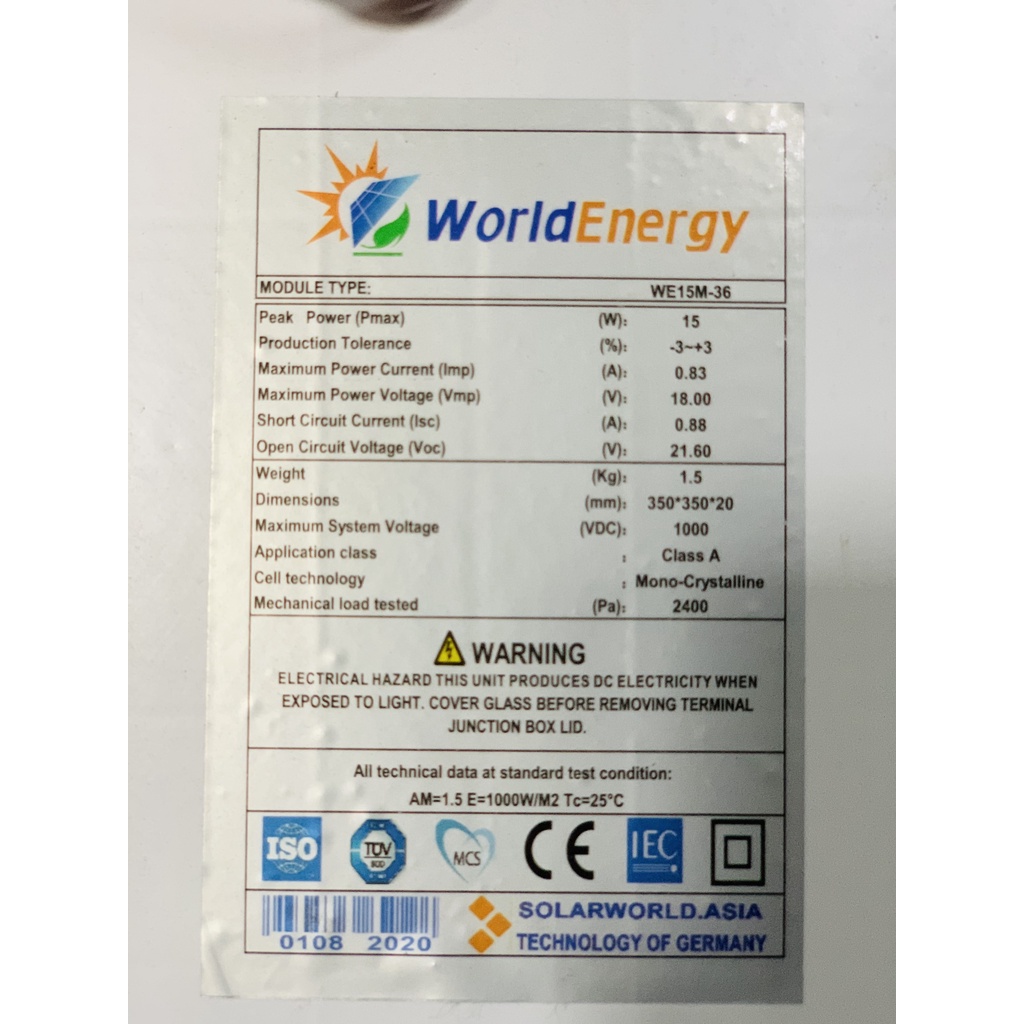 WorldEnergy
MODULE TYPE: WE15M-36
Peak Power (Pmax) (W): 15
Production Tolerance (%): -3~+3
Maximum Power Current (Imp) (A): 0.83
Maximum Power Voltage (Vmp) (V): 18.00
Short Circuit Current (Isc) (A): 0.88
Open Circuit Voltage (Voc) (V): 21.60
Weight (Kg): 1.5
Dimensions (mm): 350*350*20
Maximum System Voltage (VDC): 1000
Application class : Class A
Cell technology : Mono-Crystalline
Mechanical load tested (Pa): 2400
WARNING
ELECTRICAL HAZARD THIS UNIT PRODUCES DC ELECTRICITY WHEN
EXPOSED TO LIGHT. COVER GLASS BEFORE REMOVING TERMINAL
JUNCTION BOX LID.
All technical data at standard test condition:
AM=1.5 E=1000W/M2 Tc=25°C
ISO TÜV MCS CE IEC
0108 2020
SOLARWORLD.ASIA
TECHNOLOGY OF GERMANY